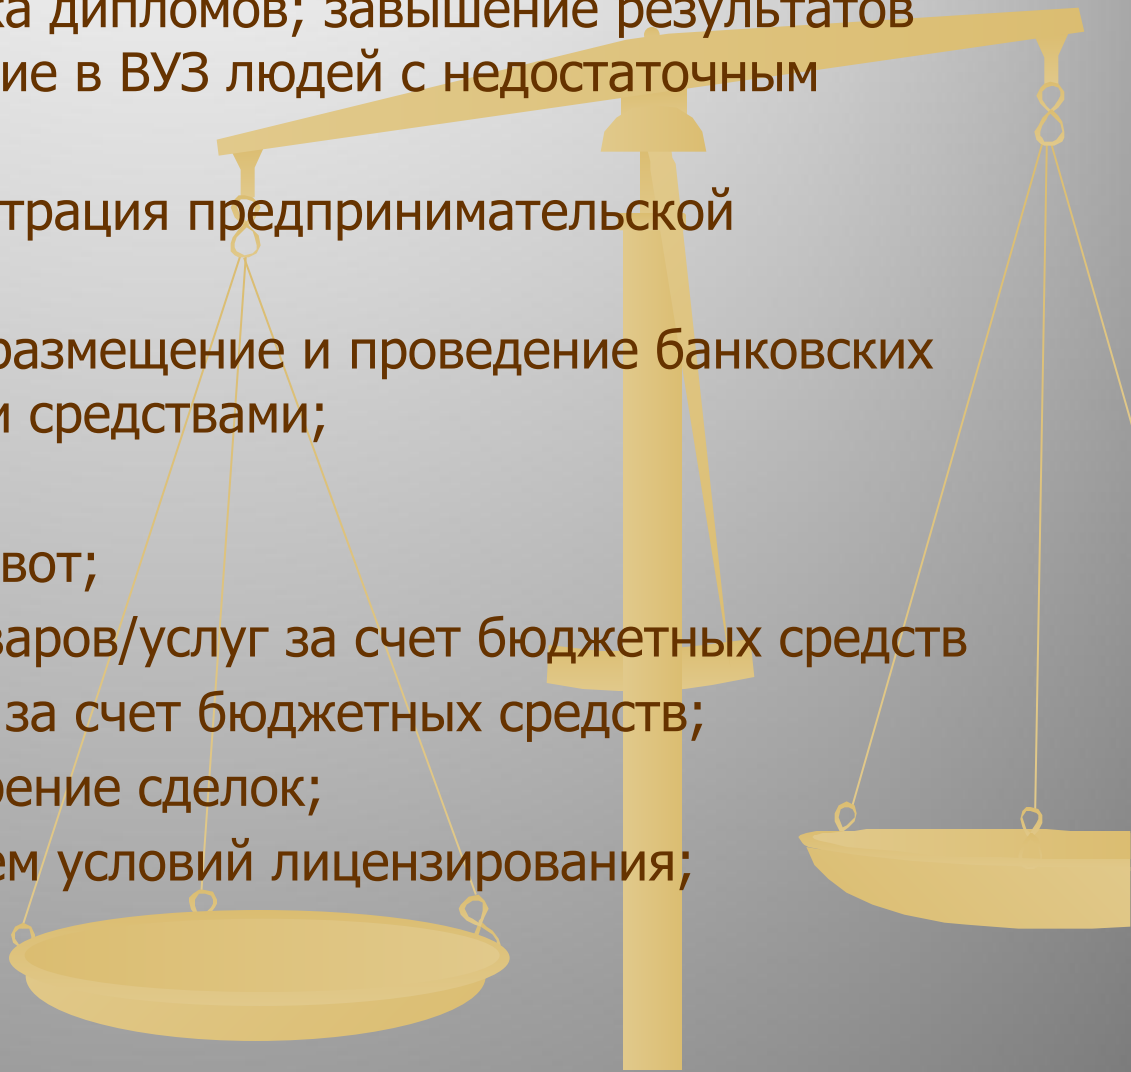 ка дипломов; завышение результатов
ие в ВУЗ людей с недостаточным
трация предпринимательской
размещение и проведение банковских
и средствами;
вот;
варов/услуг за счет бюджетных средств
за счет бюджетных средств;
рение сделок;
ем условий лицензирования;